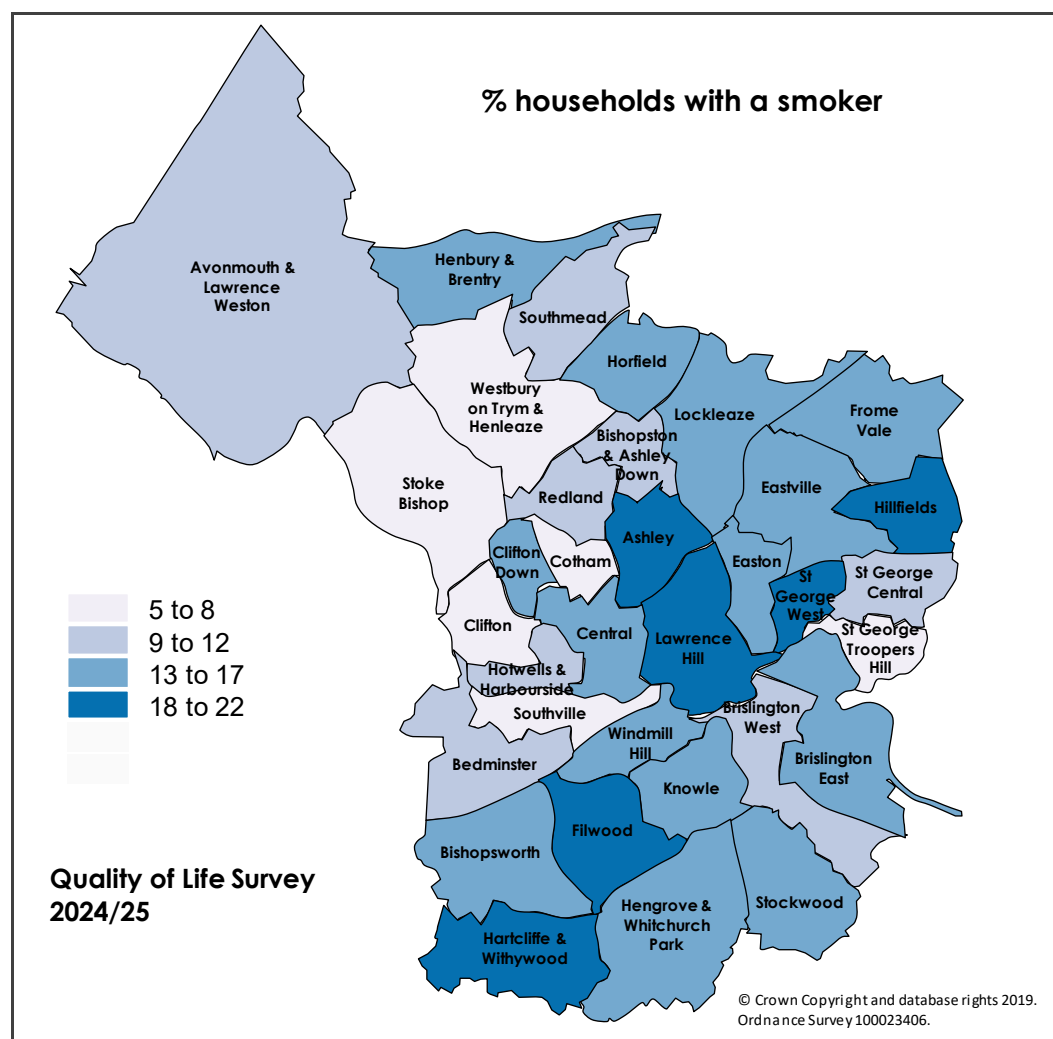 % households with a smoker
Avonmouth &
Lawrence
Weston
Henbury &
Brentry
Southmead
Horfield
Westbury
on Trym &
Henleaze
Lockleaze
Frome
Vale
Bishopston
& Ashley
Down
Stoke
Bishop
Redland
Eastville
Hillfields
Ashley
Clifton
Down
Cotham
Easton
St
George
West
St George
Central
5 to 8
9 to 12
13 to 17
18 to 22
Clifton
Central
Lawrence
Hill
St George
Troopers
Hill
Hotwells &
Harbourside
Southville
Brislington
West
Windmill
Hill
Bedminster
Brislington
East
Knowle
Filwood
Bishopsworth
Quality of Life Survey
2024/25
Hengrove &
Whitchurch
Park
Stockwood
Hartcliffe &
Withywood
© Crown Copyright and database rights 2019.
Ordnance Survey 100023406.